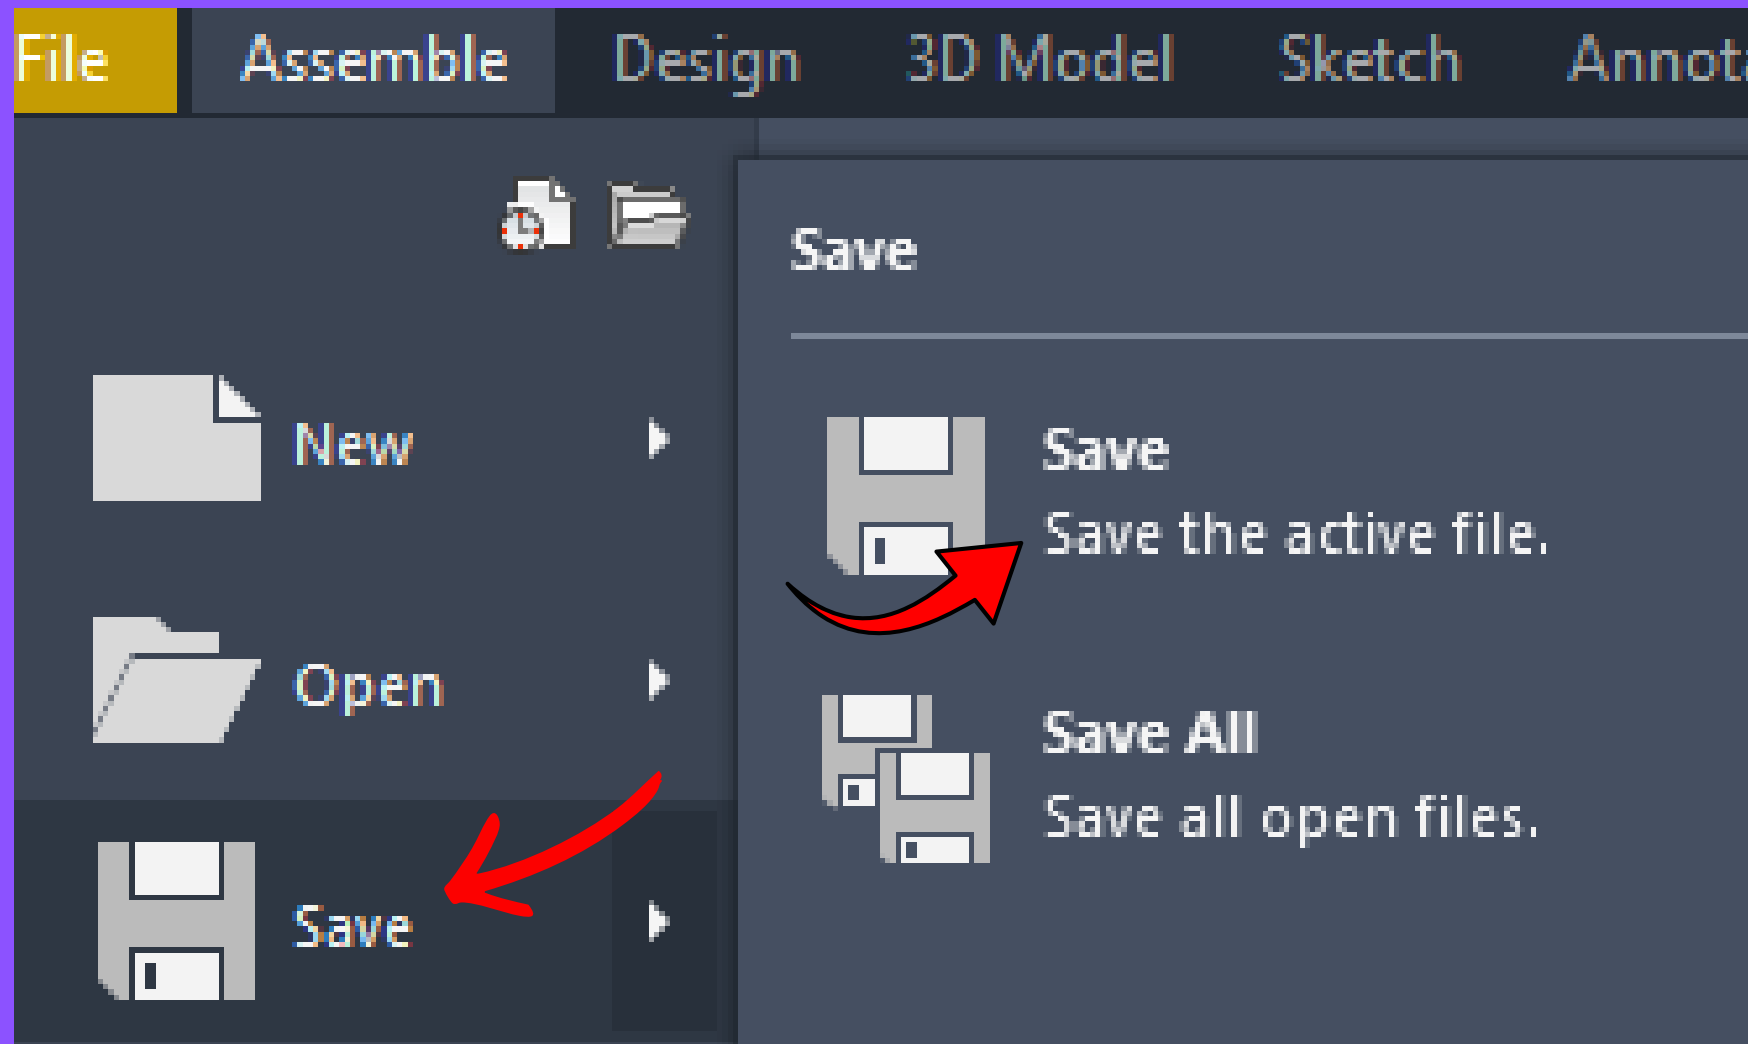 File Assemble Design 3D Model Sketch
New
Open
Save
Save
Save
Save the active file.
Save All
Save all open files.